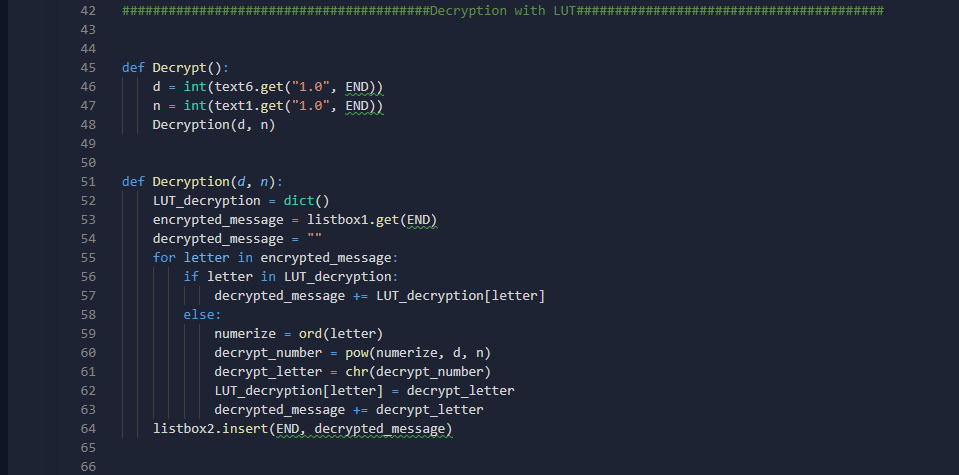 42 ########################################Decryption with LUT########################################
43
44
45 def Decrypt():
46     d = int(text6.get("1.0", END))
47     n = int(text1.get("1.0", END))
48     Decryption(d, n)
49
50
51 def Decryption(d, n):
52     LUT_decryption = dict()
53     encrypted_message = listbox1.get(END)
54     decrypted_message = ""
55     for letter in encrypted_message:
56         if letter in LUT_decryption:
57             decrypted_message += LUT_decryption[letter]
58         else:
59             numerize = ord(letter)
60             decrypt_number = pow(numerize, d, n)
61             decrypt_letter = chr(decrypt_number)
62             LUT_decryption[letter] = decrypt_letter
63             decrypted_message += decrypt_letter
64     listbox2.insert(END, decrypted_message)
65
66